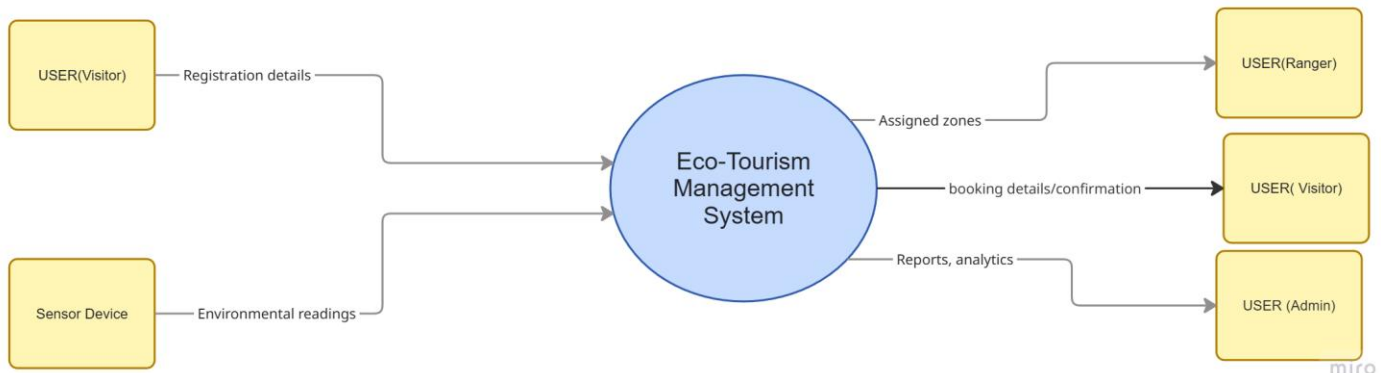 USER(Visitor)
Registration details
Sensor Device
Environmental readings
Eco-Tourism
Management
System
Assigned zones
booking details/confirmation
Reports, analytics
USER(Ranger)
USER( Visitor)
USER (Admin)
miro